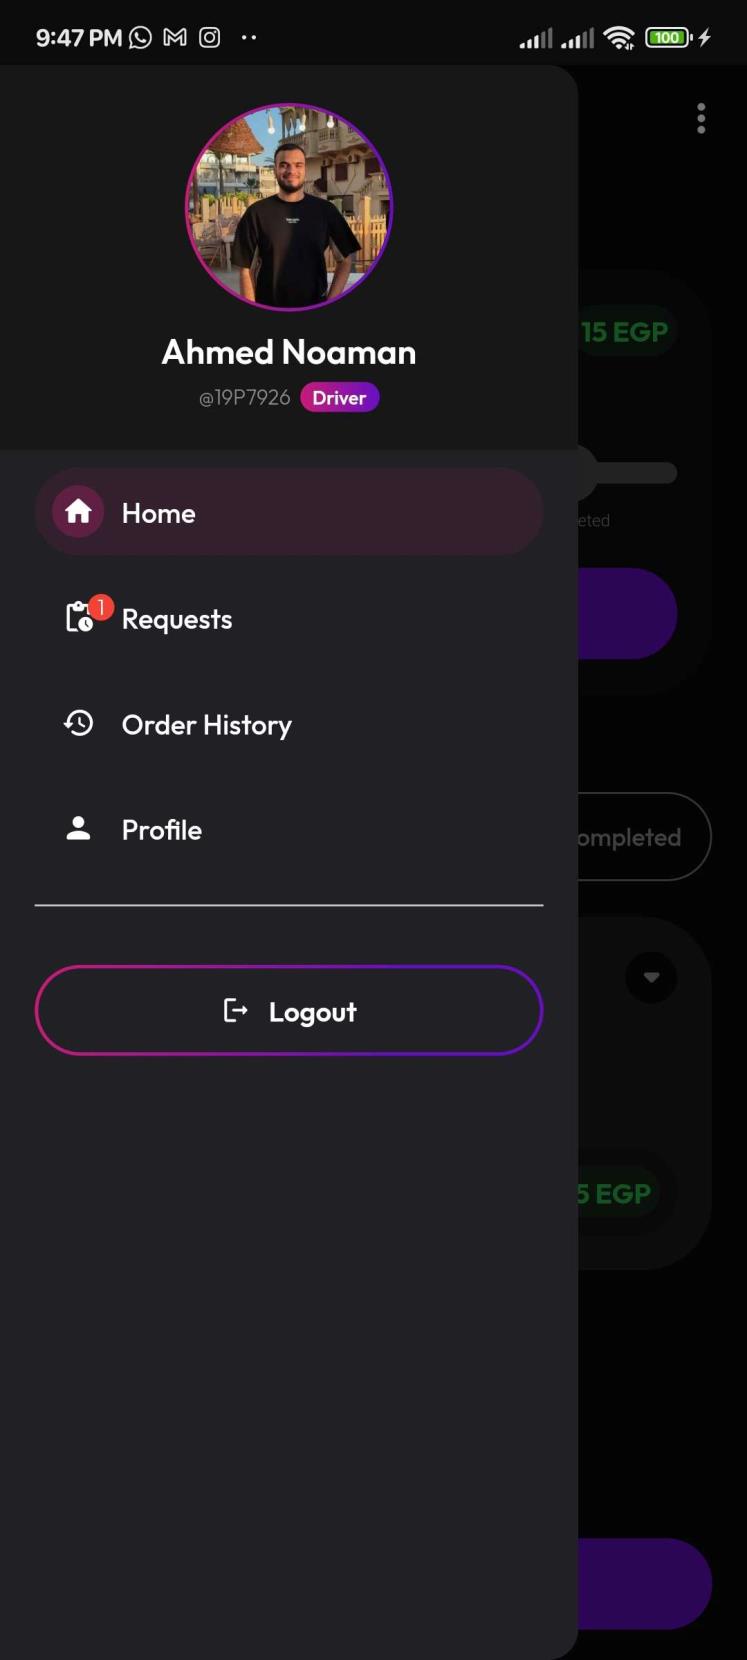 9:47 PM
100
15 EGP
Ahmed Noaman
@19P7926 Driver
Home
eted
1
Requests
Order History
ompleted
Profile
Logout
5 EGP